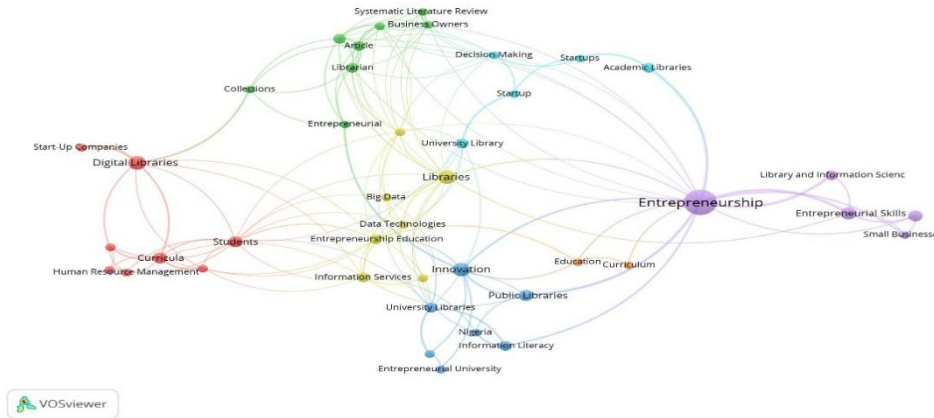 Systematic Literature Review
Business Owners
Article
Decision Making
Startups
Librarian
Academic Libraries
Collections
Startup
Entrepreneurial
University Library
Start-Up Companies
Digital Libraries
Libraries
Library and Information Scienc
Big Data
Entrepreneurship
Entrepreneurial Skills
Data Technologies
Small Businesse
Students
Entrepreneurship Education
Curricula
Education
Curriculum
Human Resource Management
Information Services
Innovation
Public Libraries
University Libraries
Nigeria
Information Literacy
Entrepreneurial University
VOSviewer